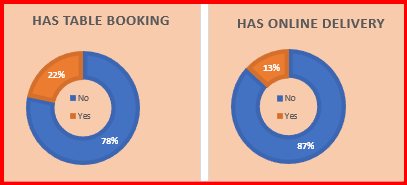 HAS TABLE BOOKING
22%
No
Yes
78%
HAS ONLINE DELIVERY
13%
No
Yes
87%